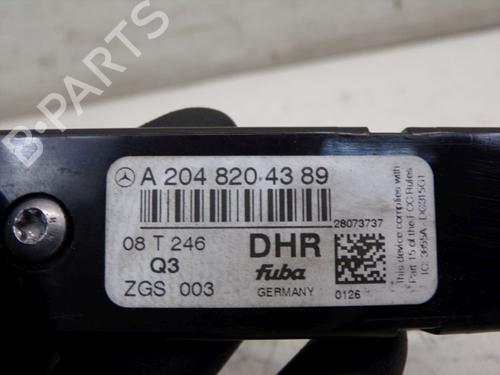 A 204 820 43 89
28073737
08 T 246
DHR
Q3
fuba
ZGS 003
GERMANY
0126
This device complies with
Part 15 of the FCC Rules
B-PARTS